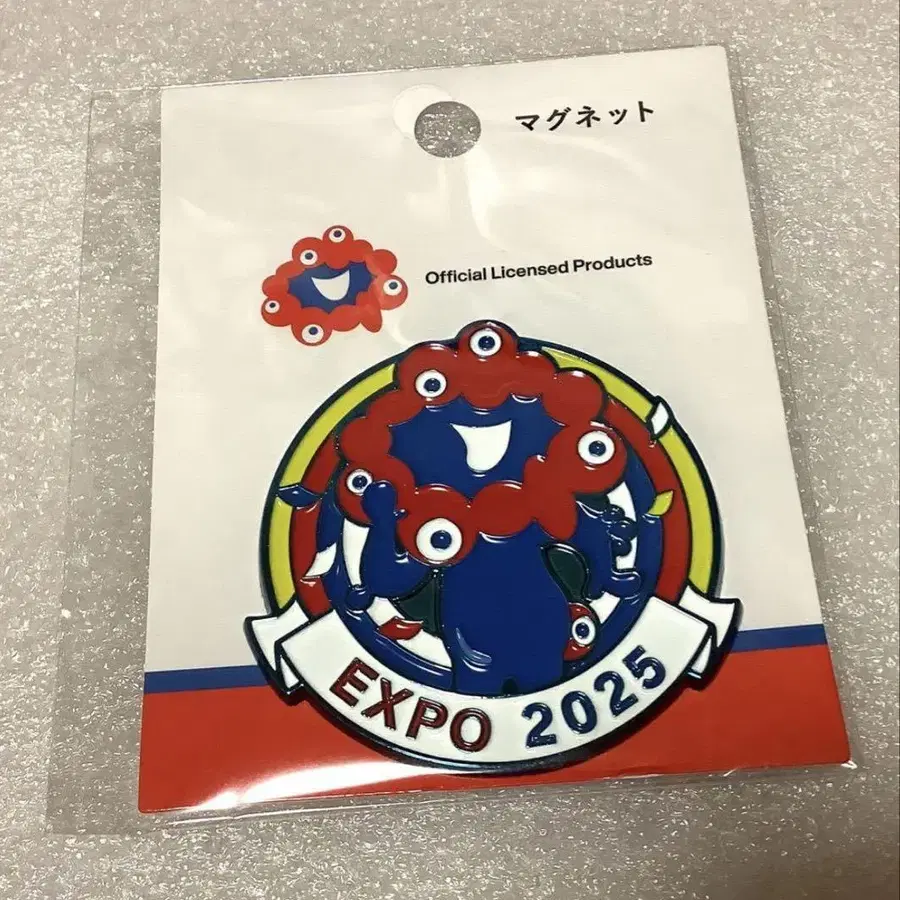 マグネット
Official Licensed Products
EXPO 2025